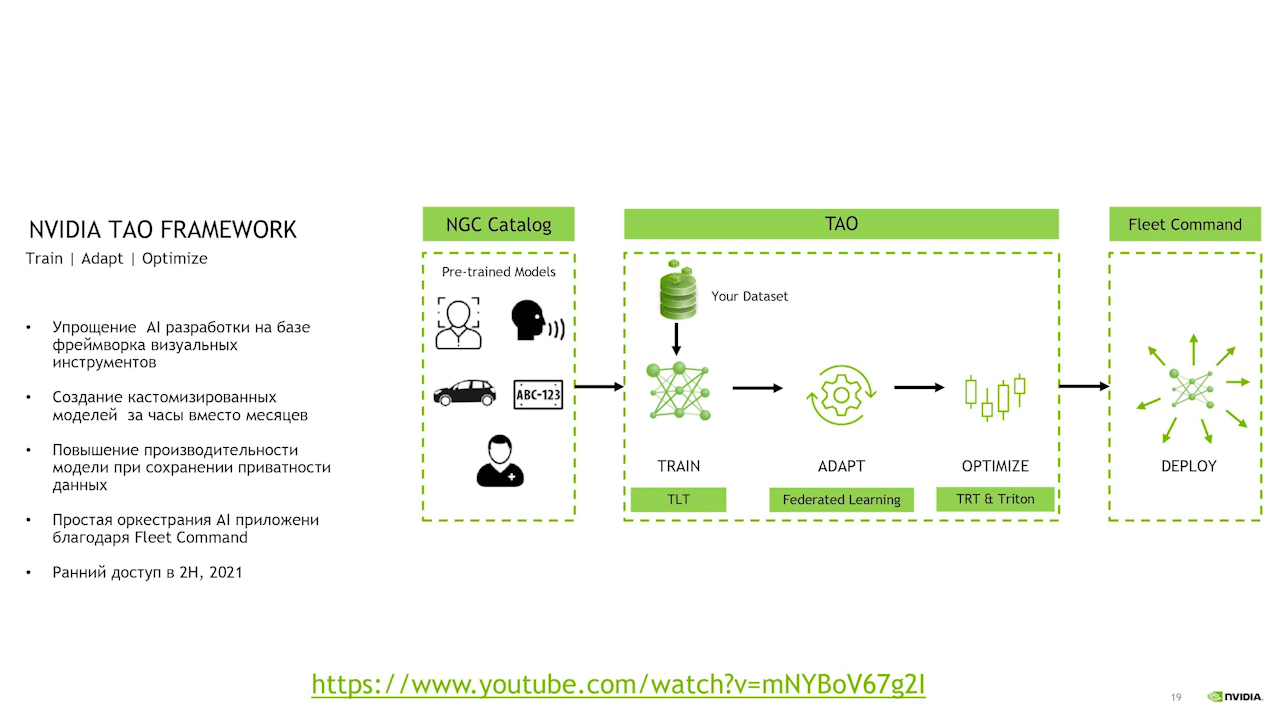 NVIDIA TAO FRAMEWORK
Train | Adapt | Optimize
• Упрощение AI разработки на базе
фреймворка визуальных
инструментов
• Создание кастомизированных
моделей за часы вместо месяцев
• Повышение производительности
модели при сохранении приватности
данных
• Простая оркестрания AI приложени
благодаря Fleet Command
• Ранний доступ в 2H, 2021
NGC Catalog
Pre-trained Models
ABC-123
TAO
Your Dataset
TRAIN
TLT
ADAPT
Federated Learning
OPTIMIZE
TRT & Triton
Fleet Command
DEPLOY
https://www.youtube.com/watch?v=mNYBoV67g2I
19
NVIDIA.